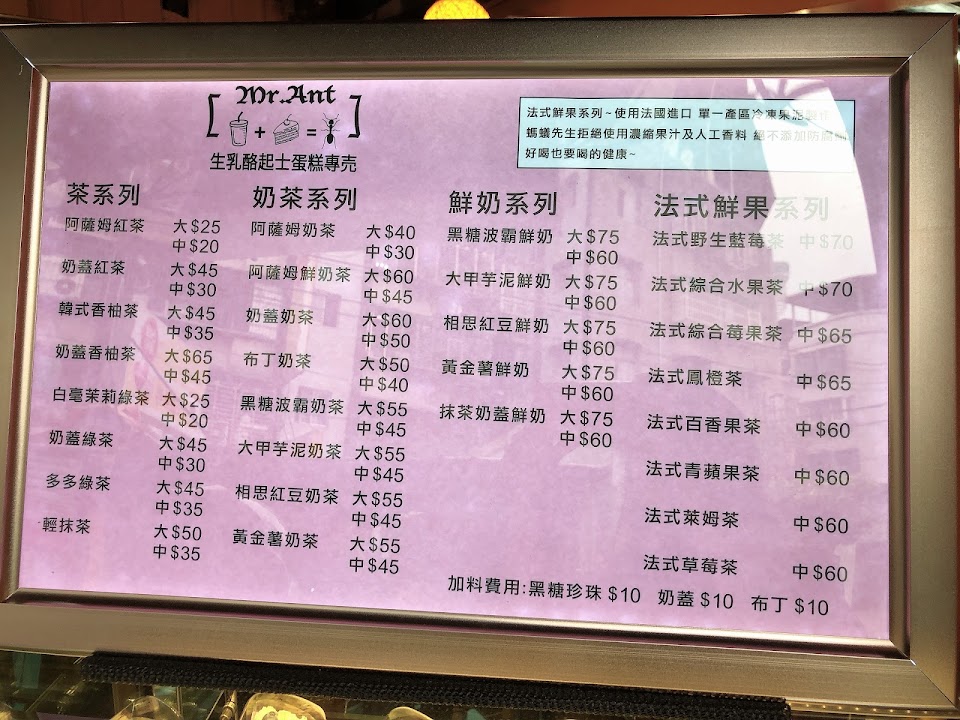 Mr.Ant
生乳酪起士蛋糕專売
法式鮮果系列~使用法國進口 單一產區冷凍果泥製作
螞蟻先生拒絕使用濃縮果汁及人工香料 絕不添加防腐劑
好喝也要喝的健康~
茶系列
阿薩姆紅茶 大$25
中$20
奶蓋紅茶 大$45
中$30
韓式香柚茶 大$45
中$35
奶蓋香柚茶 大$65
中$45
白毫茉莉綠茶 大$25
中$20
奶蓋綠茶 大$45
中$30
多多綠茶 大$45
中$35
輕抹茶 大$50
中$35
奶茶系列
阿薩姆奶茶 大$40
中$30
阿薩姆鮮奶茶 大$60
中$45
奶蓋奶茶 大$60
中$50
布丁奶茶 大$50
中$40
黑糖波霸奶茶 大$55
中$45
大甲芋泥奶茶 大$55
中$45
相思紅豆奶茶 大$55
中$45
黃金薯奶茶 大$55
中$45
鮮奶系列
黑糖波霸鮮奶 大$75
中$60
大甲芋泥鮮奶 大$75
中$60
相思紅豆鮮奶 大$75
中$60
黃金薯鮮奶 大$75
中$60
抹茶奶蓋鮮奶 大$75
中$60
法式鮮果系列
法式野生藍莓茶 中$70
法式綜合水果茶 中$70
法式綜合莓果茶 中$65
法式鳳橙茶 中$65
法式百香果茶 中$60
法式青蘋果茶 中$60
法式萊姆茶 中$60
法式草莓茶 中$60
加料費用:黑糖珍珠 $10 奶蓋 $10 布丁 $10